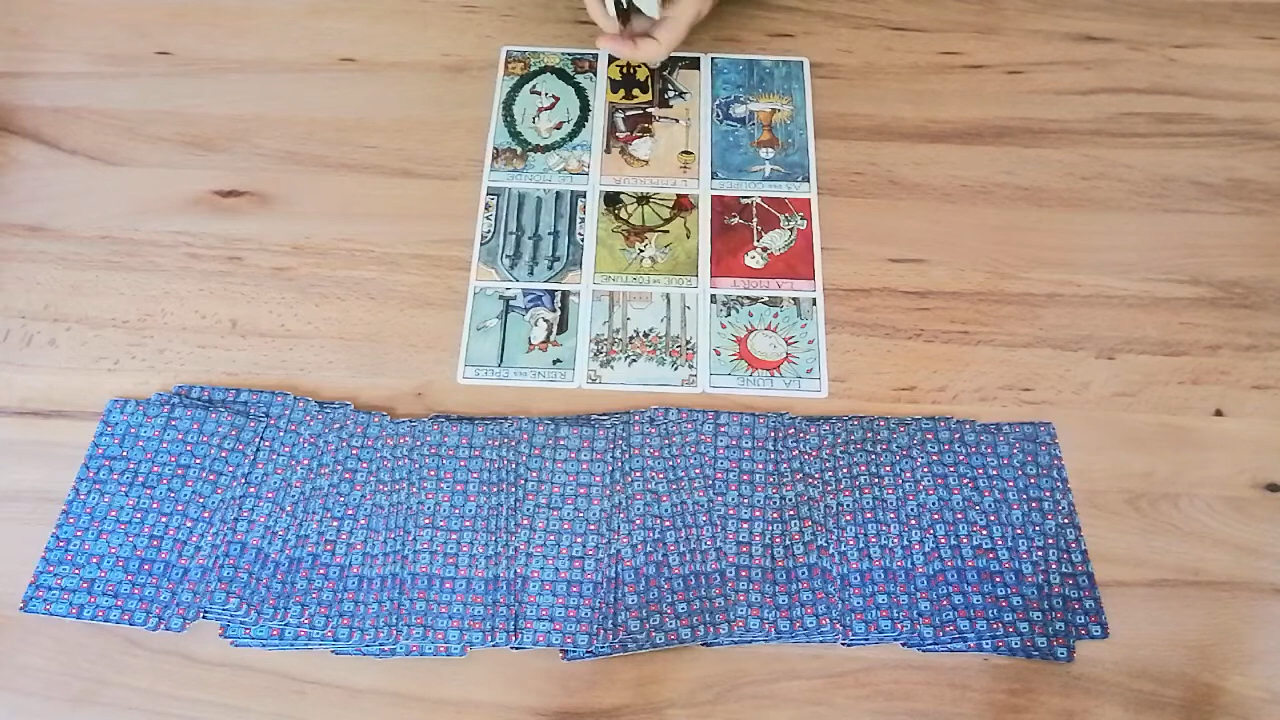 LE MONDE
L'EMPEREUR
AS DES COUPES
ROUE DE FORTUNE
LA MORT
REINE DES EPEES
LA LUNE